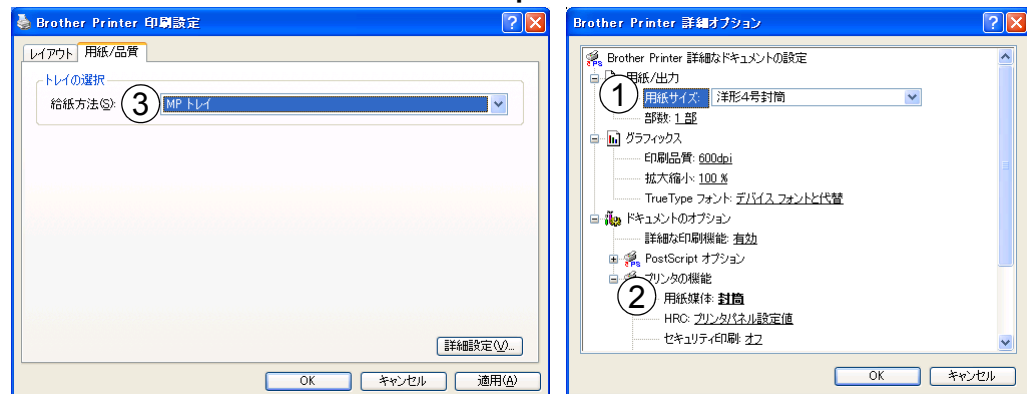 Brother Printer 印刷設定
レイアウト 用紙/品質
トレイの選択
給紙方法(S): ③ MP トレイ
詳細設定(V)...
OK キャンセル 適用(A)
Brother Printer 詳細オプション
Brother Printer 詳細なドキュメントの設定
用紙/出力
① 用紙サイズ: 洋形4号封筒
部数: 1 部
グラフィックス
印刷品質: 600dpi
拡大縮小: 100 %
TrueType フォント: デバイス フォントと代替
ドキュメントのオプション
詳細な印刷機能: 有効
PostScript オプション
プリンタの機能
② 用紙媒体: 封筒
HRC: プリンタパネル設定値
セキュリティ印刷: オフ
OK キャンセル